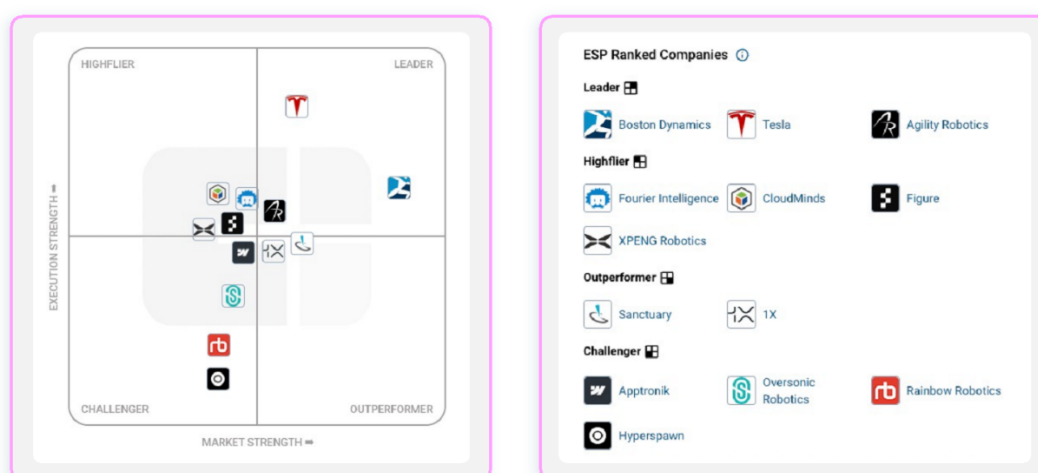 HIGHFLIER
LEADER
EXECUTION STRENGTH ➡
CHALLENGER
OUTPERFORMER
MARKET STRENGTH ➡
ESP Ranked Companies
Leader
Boston Dynamics
Tesla
Agility Robotics
Highflier
Fourier Intelligence
CloudMinds
Figure
XPENG Robotics
Outperformer
Sanctuary
1X
Challenger
Apptronik
Oversonic
Robotics
Rainbow Robotics
Hyperspawn